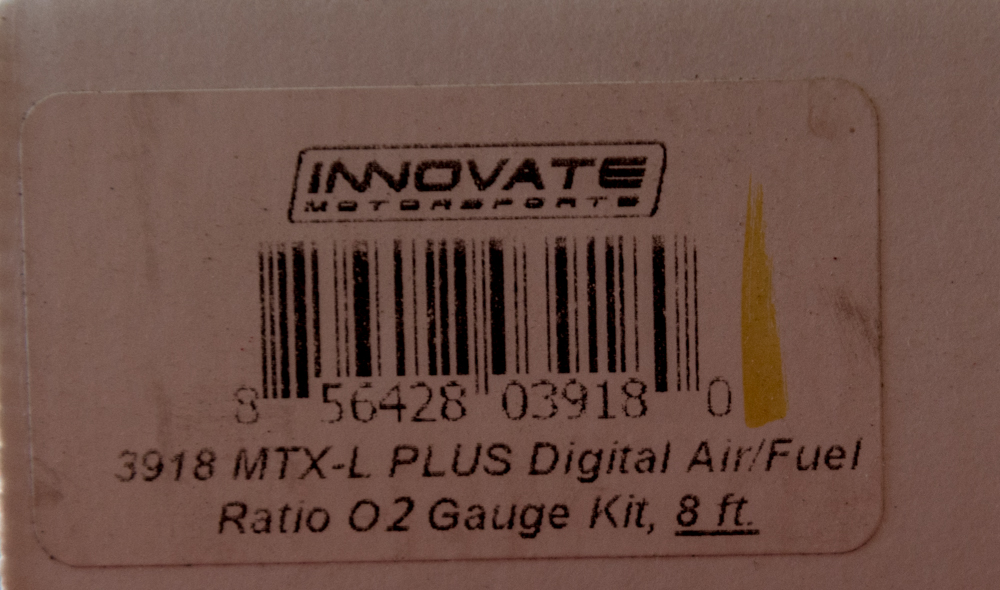 INNOVATE
MOTORSPORTS
8 56428 03918 0
3918 MTX-L PLUS Digital Air/Fuel
Ratio O2 Gauge Kit, 8 ft.